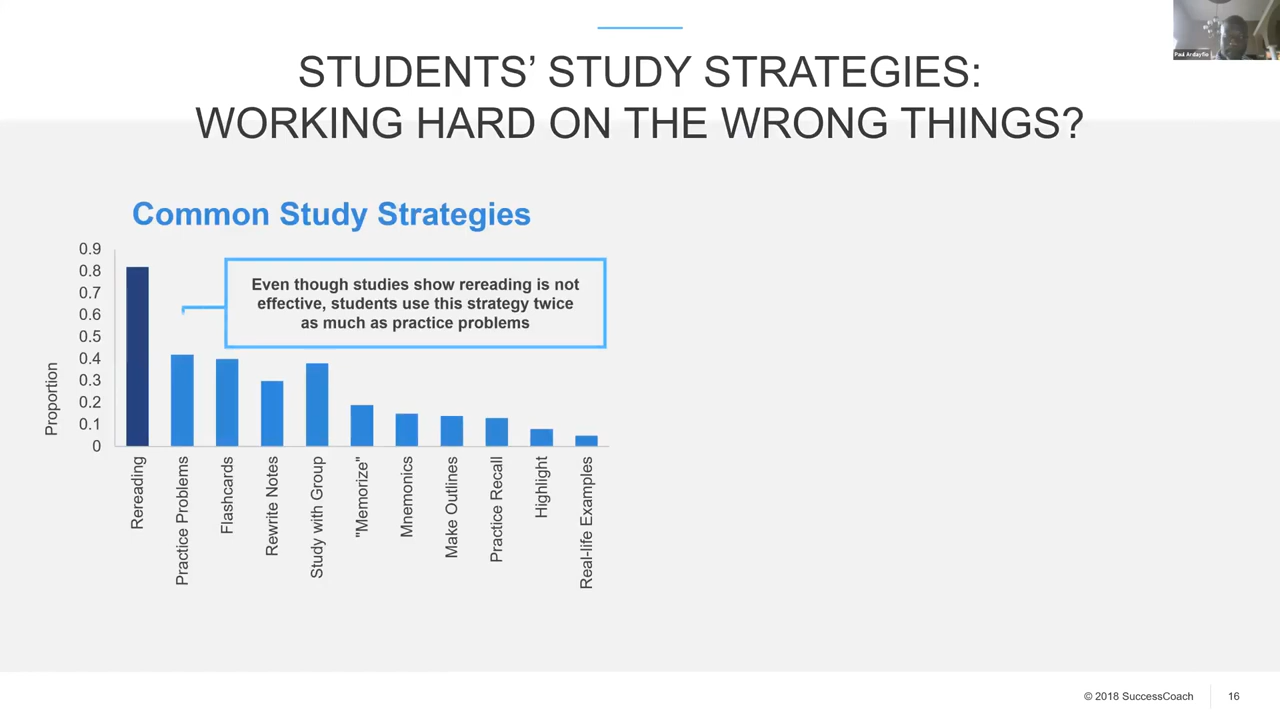 Paul Ardayfio
STUDENTS’ STUDY STRATEGIES:
WORKING HARD ON THE WRONG THINGS?
Common Study Strategies
Proportion
0.9
0.8
0.7
0.6
0.5
0.4
0.3
0.2
0.1
0
Even though studies show rereading is not
effective, students use this strategy twice
as much as practice problems
Rereading
Practice Problems
Flashcards
Rewrite Notes
Study with Group
"Memorize"
Mnemonics
Make Outlines
Practice Recall
Highlight
Real-life Examples
© 2018 SuccessCoach
16